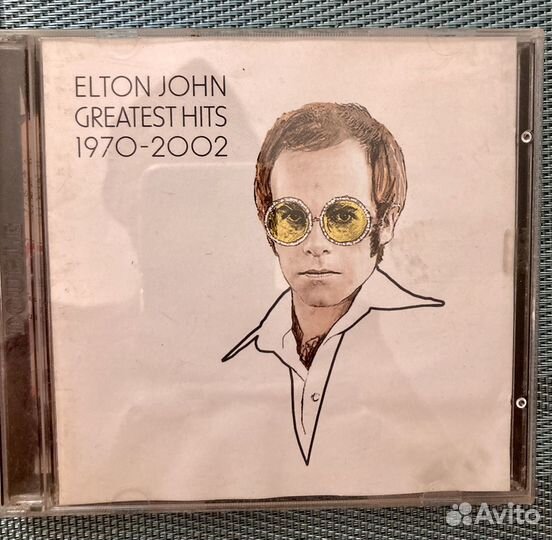 ELTON JOHN
GREATEST HITS
1970-2002
Avito